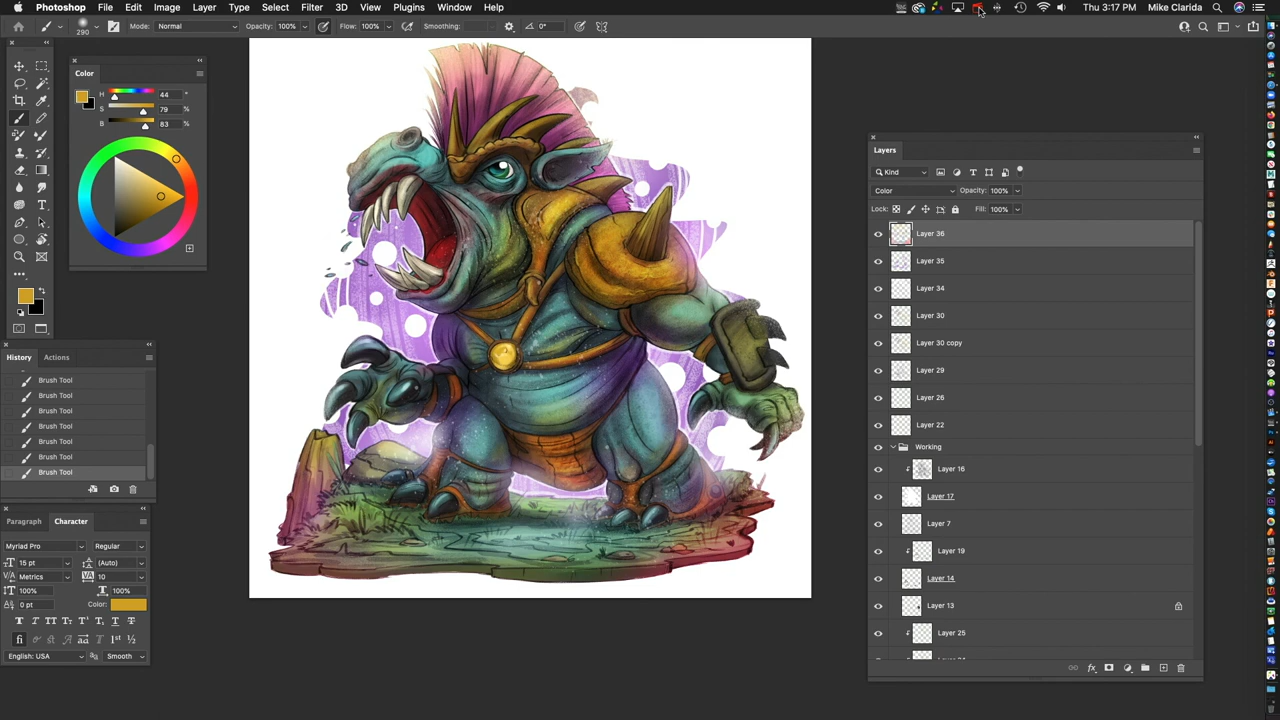 Photoshop File Edit Image Layer Type Select Filter 3D View Plugins Window Help Thu 3:17 PM Mike Clarida
290 Mode: Normal Opacity: 100% Flow: 100% Smoothing: 0°
Color
H 44 °
S 79 %
B 83 %
History Actions
Brush Tool
Brush Tool
Brush Tool
Brush Tool
Brush Tool
Brush Tool
Brush Tool
Paragraph Character
Myriad Pro Regular
15 pt (Auto)
Metrics 10
100% 100%
0 pt Color:
English: USA Smooth
Layers
Kind
Color Opacity: 100%
Lock: Fill: 100%
Layer 36
Layer 35
Layer 34
Layer 30
Layer 30 copy
Layer 29
Layer 26
Layer 22
Working
Layer 16
Layer 17
Layer 7
Layer 19
Layer 14
Layer 13
Layer 25